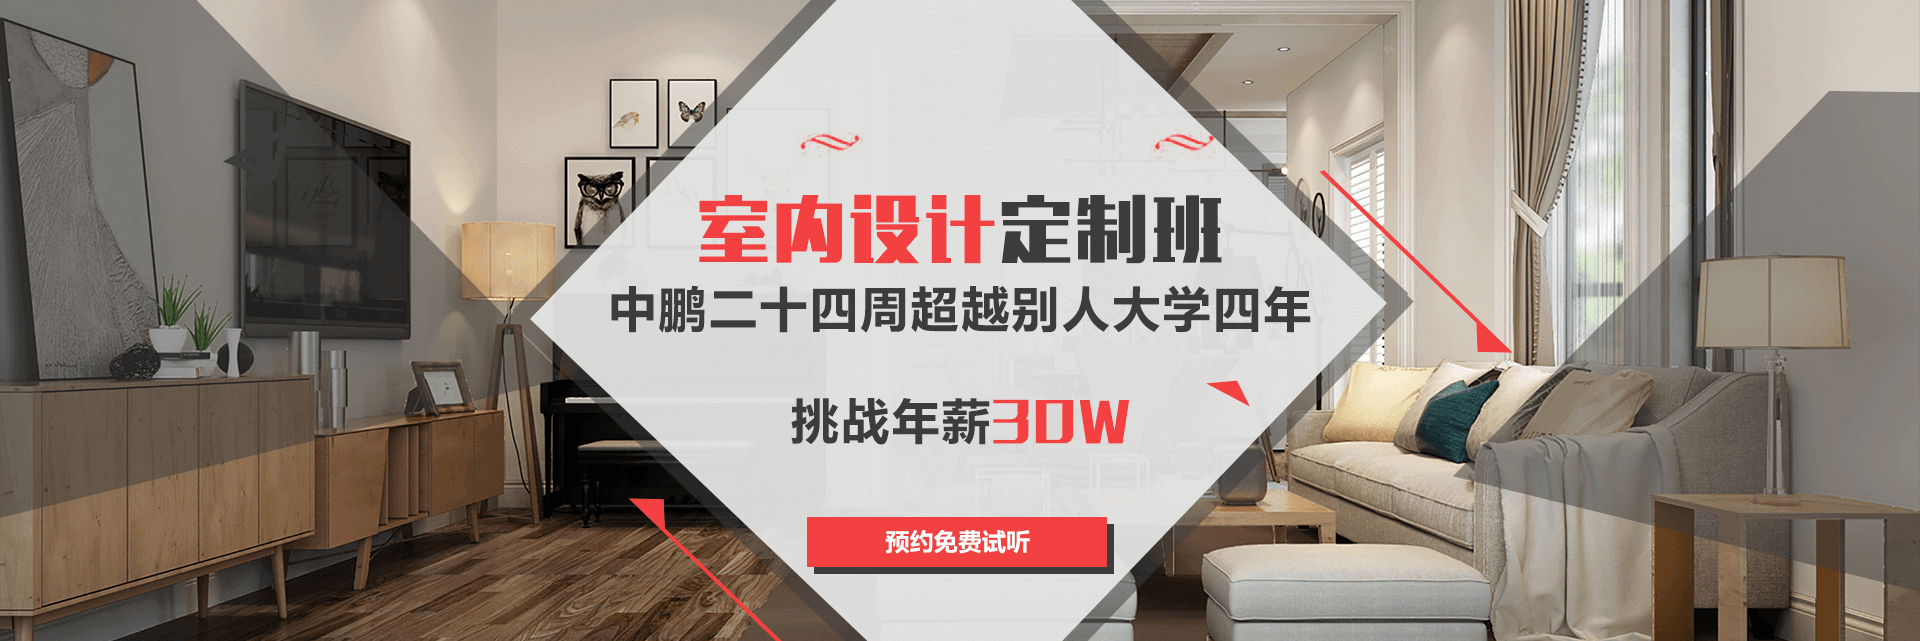 室内设计定制班
中鹏二十四周超越别人大学四年
挑战年薪30W
预约免费试听